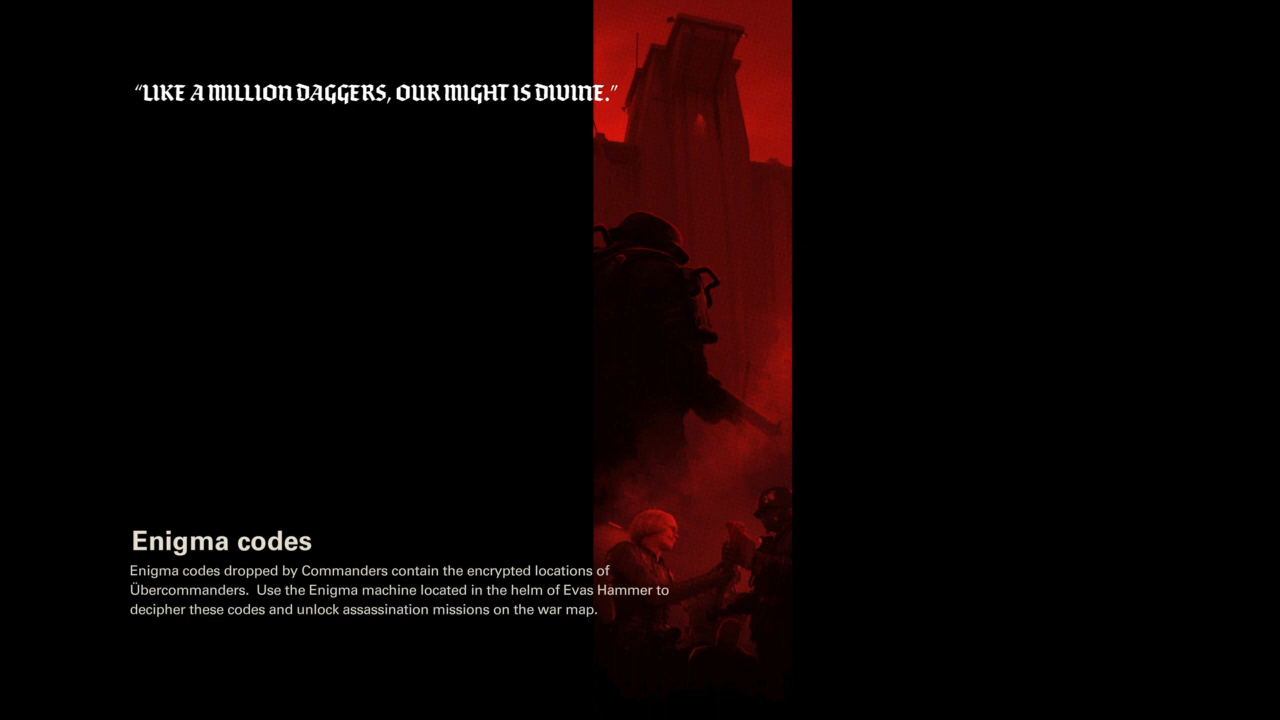 “LIKE A MILLION DAGGERS, OUR MIGHT IS DIVINE.”
Enigma codes
Enigma codes dropped by Commanders contain the encrypted locations of
Übercommanders.  Use the Enigma machine located in the helm of Evas Hammer to
decipher these codes and unlock assassination missions on the war map.